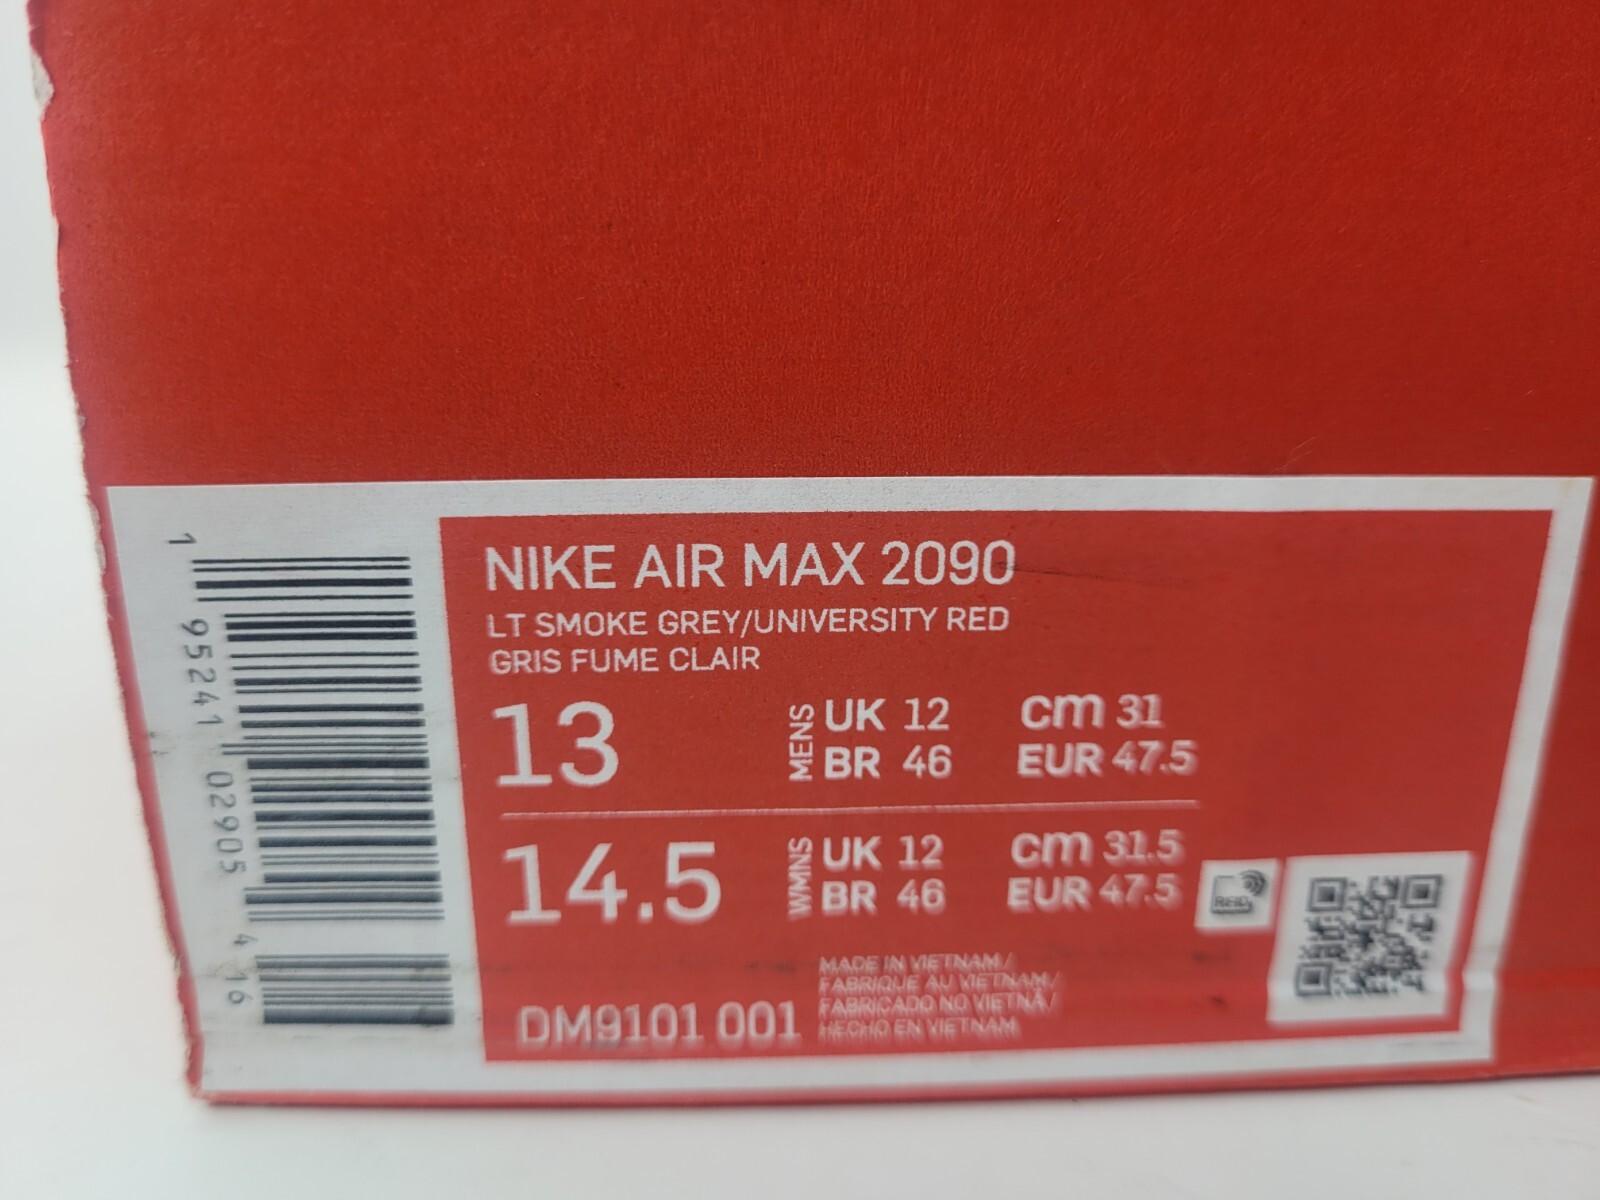 NIKE AIR MAX 2090
LT SMOKE GREY/UNIVERSITY RED
GRIS FUME CLAIR
13 MENS UK 12 cm 31
BR 46 EUR 47.5
14.5 WMNS UK 12 cm 31.5
BR 46 EUR 47.5
RFID
DM9101 001
MADE IN VIETNAM/
FABRIQUE AU VIETNAM/
FABRICADO NO VIETNÃ/
HECHO EN VIETNAM
1 95241 02905 4 16